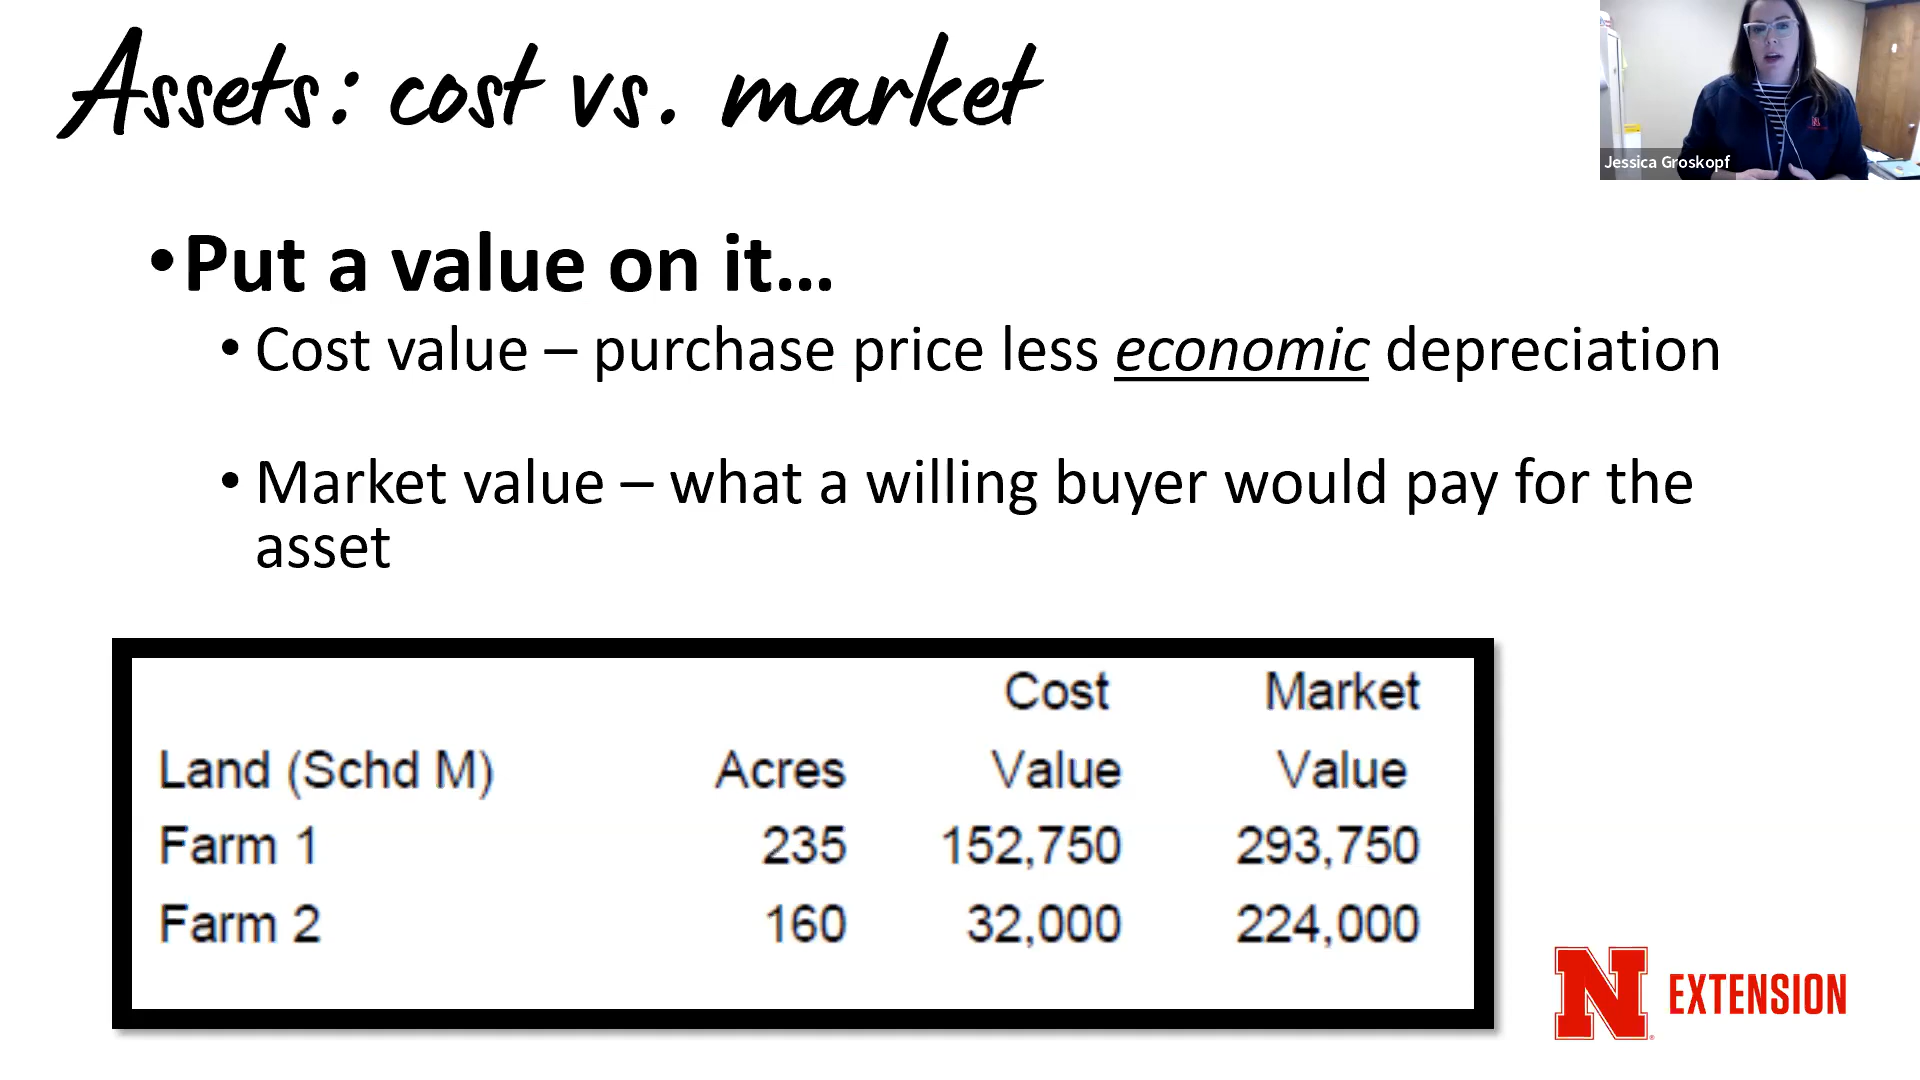 Assets: cost vs. market
Jessica Groskopf
•Put a value on it...
• Cost value – purchase price less economic depreciation
• Market value – what a willing buyer would pay for the
asset
Cost Market
Land (Schd M) Acres Value Value
Farm 1 235 152,750 293,750
Farm 2 160 32,000 224,000
N EXTENSION